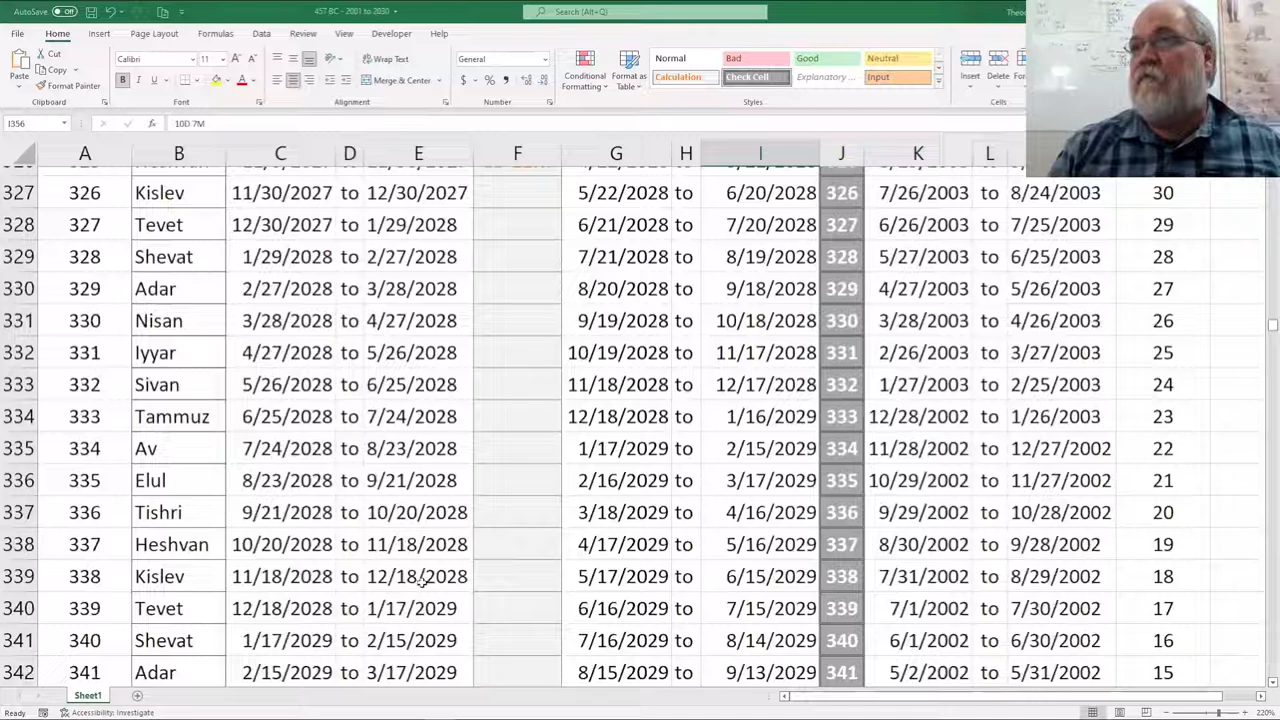 AutoSave Off 457 BC - 2001 to 2030 Search (Alt+Q) Theo
File Home Insert Page Layout Formulas Data Review View Developer Help
Cut Calibri 11 Wrap Text General Normal Bad Good Neutral
Copy Calculation Check Cell Explanatory ... Input
Paste Format Painter Merge & Center Conditional Formatting Format as Table Insert Delete
Clipboard Font Alignment Number Styles Cells
I356 10D 7M
A B C D E F G H I J K L
327 326 Kislev 11/30/2027 to 12/30/2027 5/22/2028 to 6/20/2028 326 7/26/2003 to 8/24/2003 30
328 327 Tevet 12/30/2027 to 1/29/2028 6/21/2028 to 7/20/2028 327 6/26/2003 to 7/25/2003 29
329 328 Shevat 1/29/2028 to 2/27/2028 7/21/2028 to 8/19/2028 328 5/27/2003 to 6/25/2003 28
330 329 Adar 2/27/2028 to 3/28/2028 8/20/2028 to 9/18/2028 329 4/27/2003 to 5/26/2003 27
331 330 Nisan 3/28/2028 to 4/27/2028 9/19/2028 to 10/18/2028 330 3/28/2003 to 4/26/2003 26
332 331 Iyyar 4/27/2028 to 5/26/2028 10/19/2028 to 11/17/2028 331 2/26/2003 to 3/27/2003 25
333 332 Sivan 5/26/2028 to 6/25/2028 11/18/2028 to 12/17/2028 332 1/27/2003 to 2/25/2003 24
334 333 Tammuz 6/25/2028 to 7/24/2028 12/18/2028 to 1/16/2029 333 12/28/2002 to 1/26/2003 23
335 334 Av 7/24/2028 to 8/23/2028 1/17/2029 to 2/15/2029 334 11/28/2002 to 12/27/2002 22
336 335 Elul 8/23/2028 to 9/21/2028 2/16/2029 to 3/17/2029 335 10/29/2002 to 11/27/2002 21
337 336 Tishri 9/21/2028 to 10/20/2028 3/18/2029 to 4/16/2029 336 9/29/2002 to 10/28/2002 20
338 337 Heshvan 10/20/2028 to 11/18/2028 4/17/2029 to 5/16/2029 337 8/30/2002 to 9/28/2002 19
339 338 Kislev 11/18/2028 to 12/18/2028 5/17/2029 to 6/15/2029 338 7/31/2002 to 8/29/2002 18
340 339 Tevet 12/18/2028 to 1/17/2029 6/16/2029 to 7/15/2029 339 7/1/2002 to 7/30/2002 17
341 340 Shevat 1/17/2029 to 2/15/2029 7/16/2029 to 8/14/2029 340 6/1/2002 to 6/30/2002 16
342 341 Adar 2/15/2029 to 3/17/2029 8/15/2029 to 9/13/2029 341 5/2/2002 to 5/31/2002 15
Sheet1
Ready Accessibility: Investigate 220%